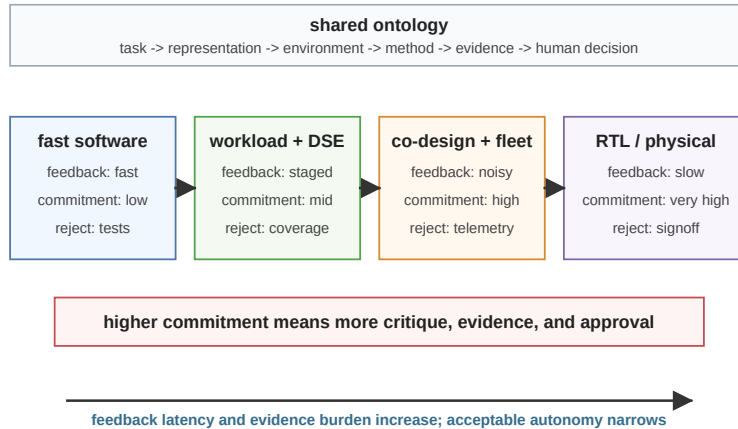 shared ontology
task -> representation -> environment -> method -> evidence -> human decision
fast software
feedback: fast
commitment: low
reject: tests
workload + DSE
feedback: staged
commitment: mid
reject: coverage
co-design + fleet
feedback: noisy
commitment: high
reject: telemetry
RTL / physical
feedback: slow
commitment: very high
reject: signoff
higher commitment means more critique, evidence, and approval
feedback latency and evidence burden increase; acceptable autonomy narrows